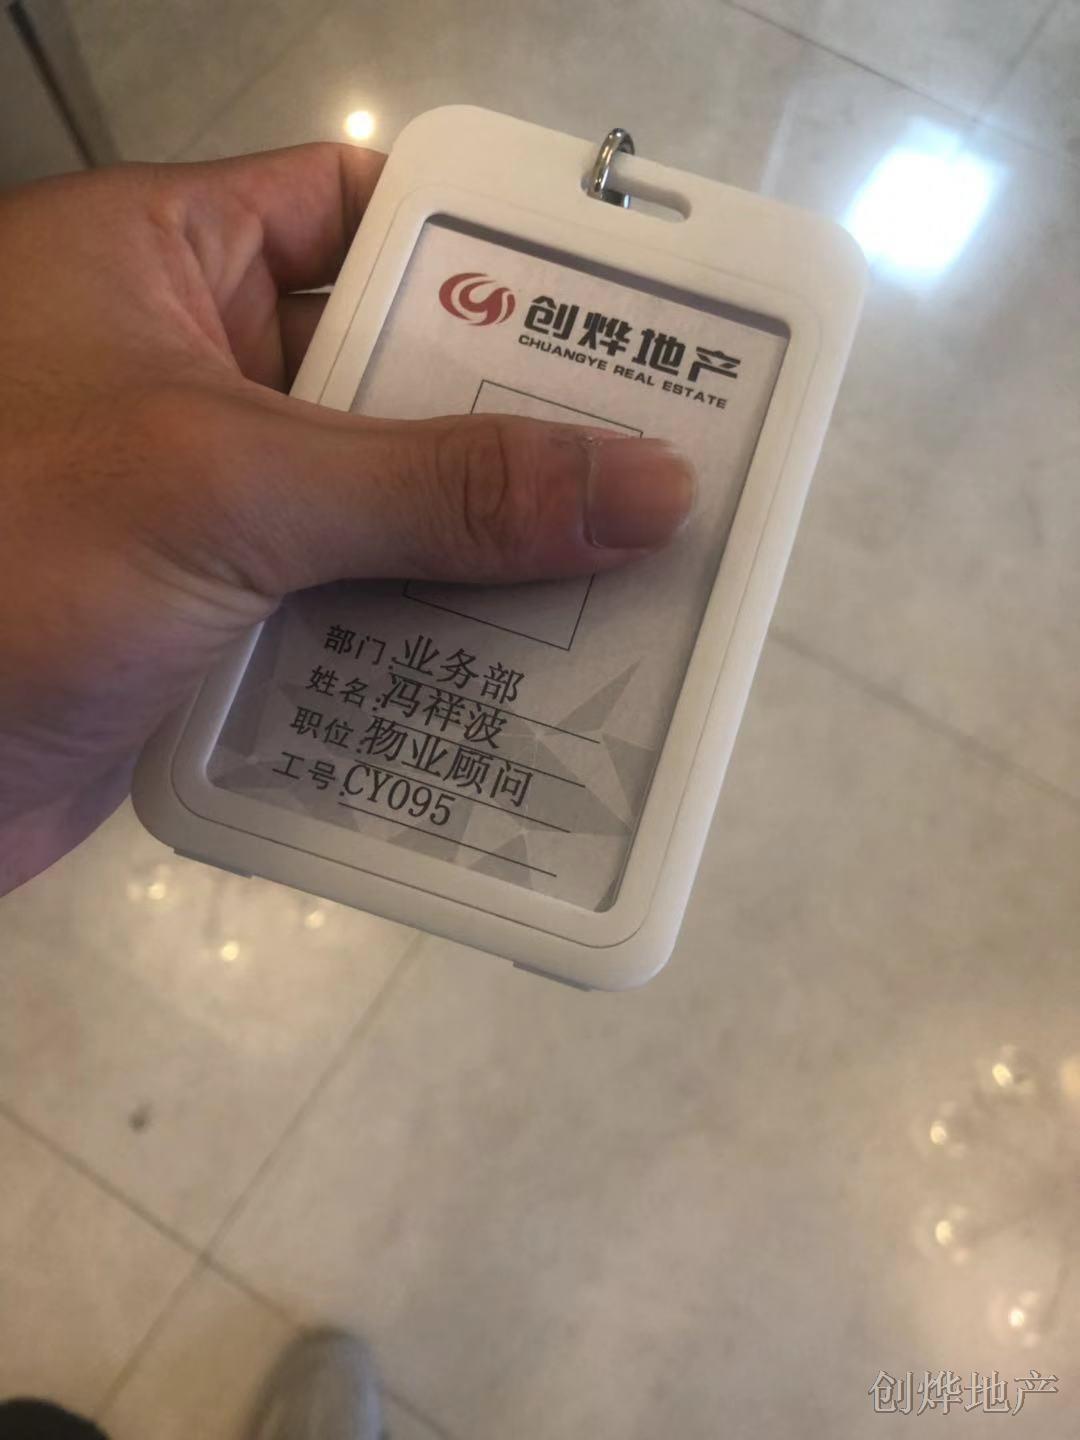 创烨地产
CHUANGYE REAL ESTATE
部门:业务部
姓名:冯祥波
职位:物业顾问
工号:CY095
创烨地产